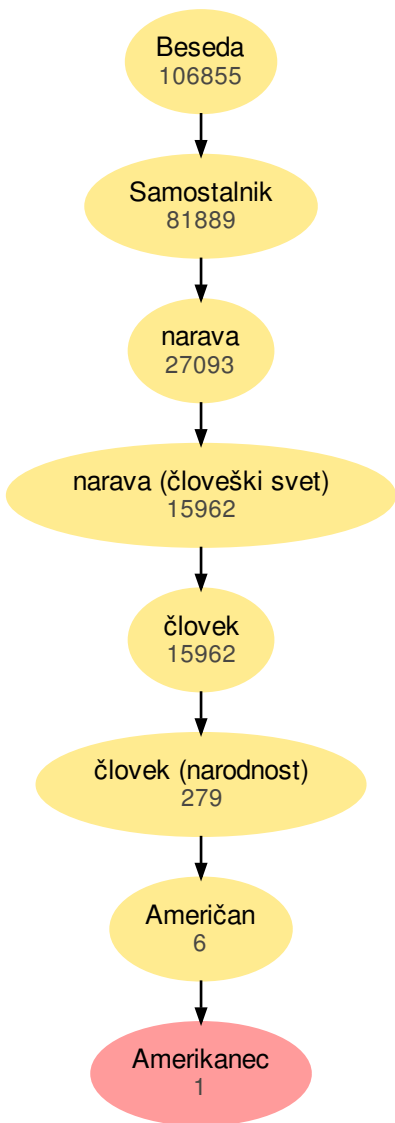 Beseda
106855
Samostalnik
81889
narava
27093
narava (človeški svet)
15962
človek
15962
človek (narodnost)
279
Američan
6
Amerikanec
1